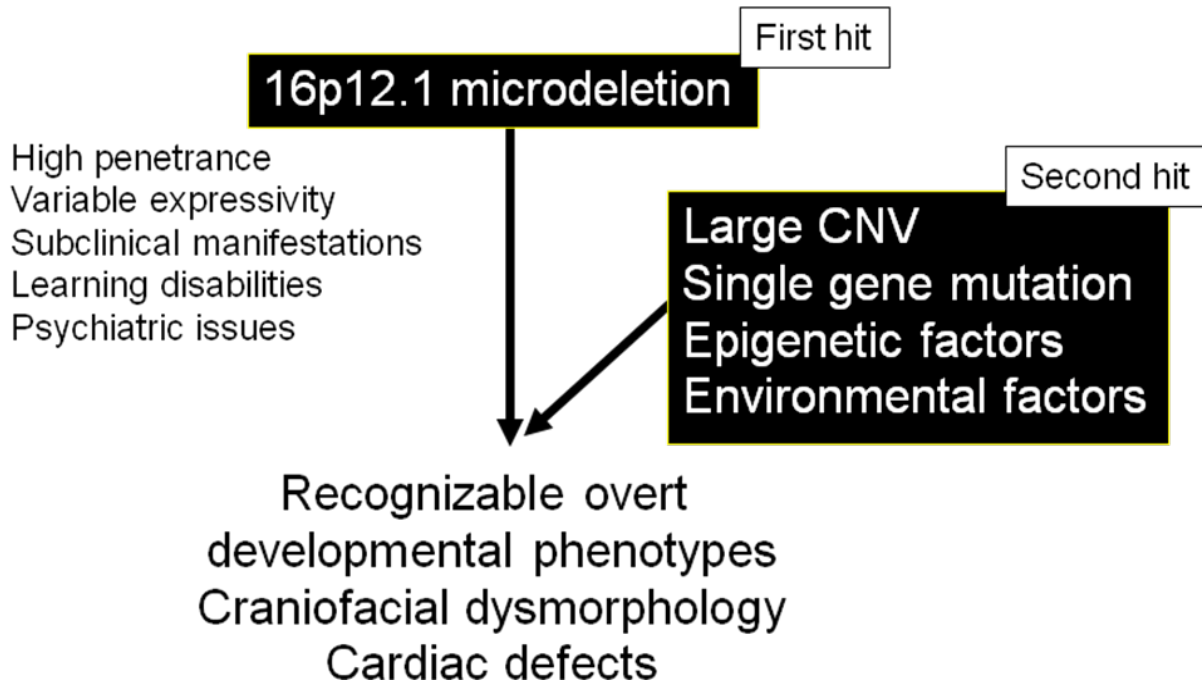 First hit
16p12.1 microdeletion
High penetrance
Variable expressivity
Subclinical manifestations
Learning disabilities
Psychiatric issues
Second hit
Large CNV
Single gene mutation
Epigenetic factors
Environmental factors
Recognizable overt
developmental phenotypes
Craniofacial dysmorphology
Cardiac defects